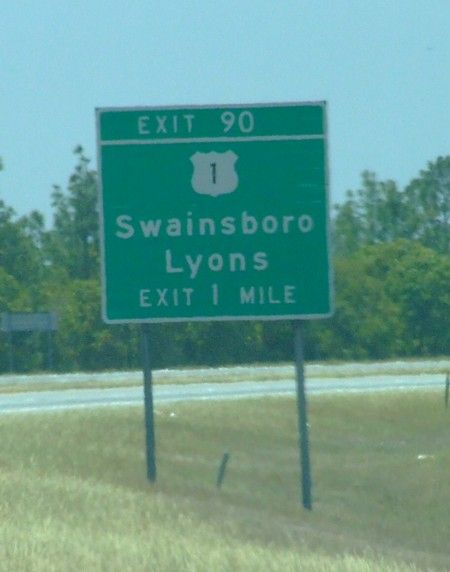 EXIT 90
1
Swainsboro
Lyons
EXIT 1 MILE